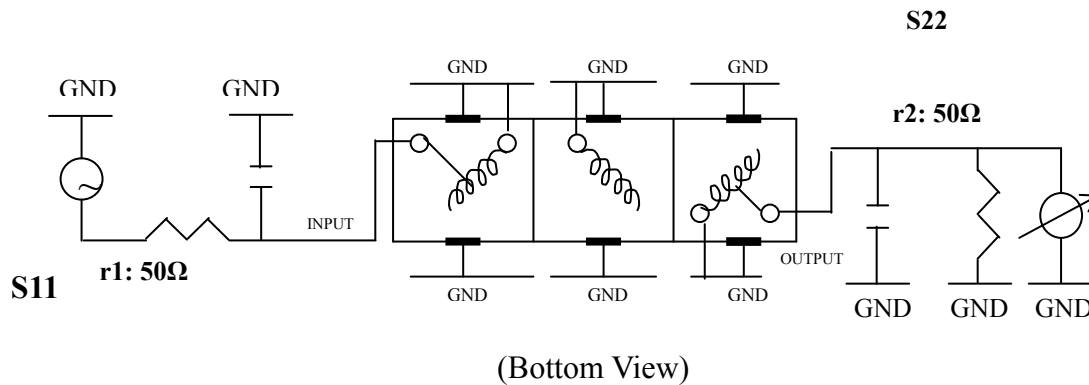 S22
GND
GND
GND
GND
GND
r2: 50Ω
INPUT
r1: 50Ω
OUTPUT
S11
GND
GND
GND
GND
GND
GND
(Bottom View)